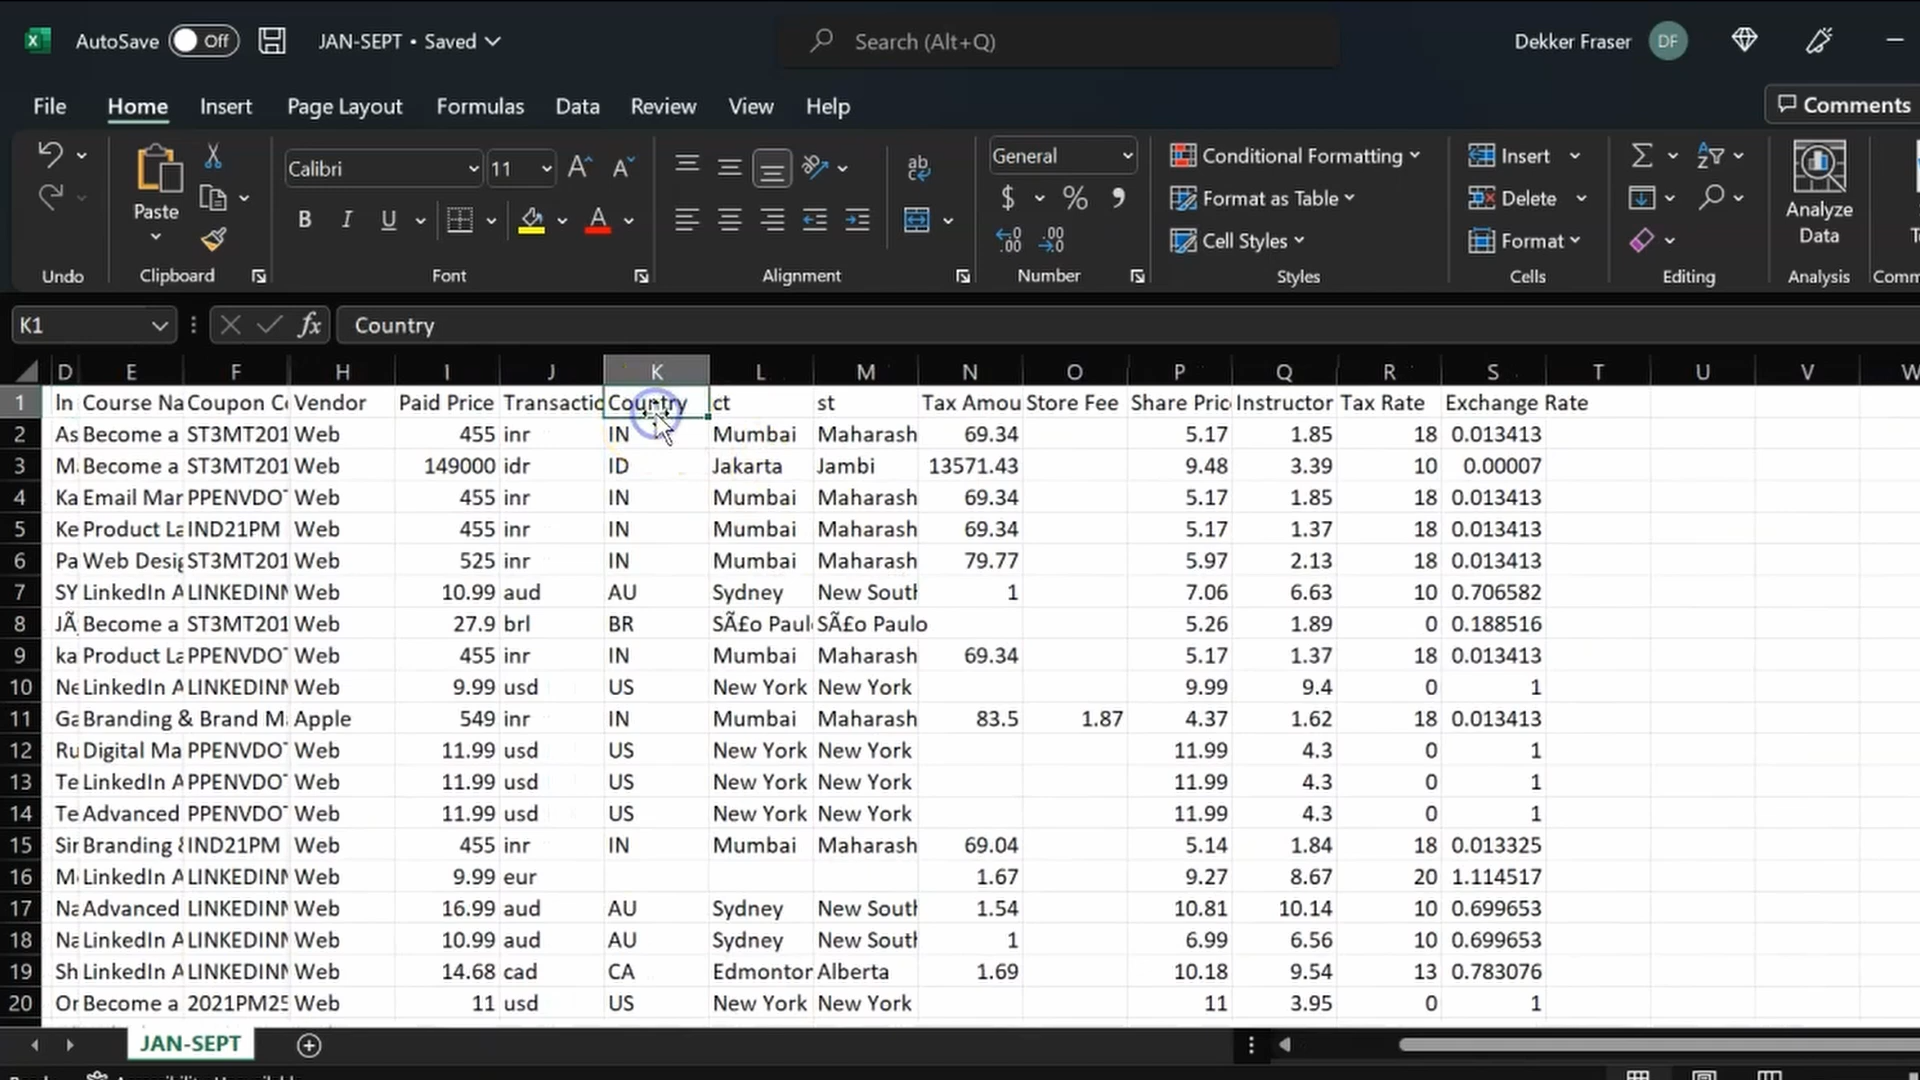 AutoSave Off JAN-SEPT • Saved Search (Alt+Q) Dekker Fraser DF
File Home Insert Page Layout Formulas Data Review View Help Comments
Paste Calibri 11 General Conditional Formatting Insert
B I U $ % Format as Table Delete
Cell Styles Format Analyze Data
Undo Clipboard Font Alignment Number Styles Cells Editing Analysis
K1 fx Country
D E F H I J K L M N O P Q R S T U V W
1 In Course Na Coupon Co Vendor Paid Price Transactio Country ct st Tax Amou Store Fee Share Pric Instructor Tax Rate Exchange Rate
2 As Become a ST3MT201 Web 455 inr IN Mumbai Maharash 69.34 5.17 1.85 18 0.013413
3 Ma Become a ST3MT201 Web 149000 idr ID Jakarta Jambi 13571.43 9.48 3.39 10 0.00007
4 Ka Email Mar PPENVDOT Web 455 inr IN Mumbai Maharash 69.34 5.17 1.85 18 0.013413
5 Ke Product La IND21PM Web 455 inr IN Mumbai Maharash 69.34 5.17 1.37 18 0.013413
6 Pa Web Desig ST3MT201 Web 525 inr IN Mumbai Maharash 79.77 5.97 2.13 18 0.013413
7 SY LinkedIn A LINKEDINN Web 10.99 aud AU Sydney New South 1 7.06 6.63 10 0.706582
8 JÃ Become a ST3MT201 Web 27.9 brl BR SÃ£o Paul SÃ£o Paulo 5.26 1.89 0 0.188516
9 ka Product La PPENVDOT Web 455 inr IN Mumbai Maharash 69.34 5.17 1.37 18 0.013413
10 Ne LinkedIn A LINKEDINN Web 9.99 usd US New York New York 9.99 9.4 0 1
11 Ga Branding & Brand Ma Apple 549 inr IN Mumbai Maharash 83.5 1.87 4.37 1.62 18 0.013413
12 Ru Digital Ma PPENVDOT Web 11.99 usd US New York New York 11.99 4.3 0 1
13 Te LinkedIn A PPENVDOT Web 11.99 usd US New York New York 11.99 4.3 0 1
14 Te Advanced PPENVDOT Web 11.99 usd US New York New York 11.99 4.3 0 1
15 Sir Branding & IND21PM Web 455 inr IN Mumbai Maharash 69.04 5.14 1.84 18 0.013325
16 Mo LinkedIn A LINKEDINN Web 9.99 eur 1.67 9.27 8.67 20 1.114517
17 Na Advanced LINKEDINN Web 16.99 aud AU Sydney New South 1.54 10.81 10.14 10 0.699653
18 Na LinkedIn A LINKEDINN Web 10.99 aud AU Sydney New South 1 6.99 6.56 10 0.699653
19 Sh LinkedIn A LINKEDINN Web 14.68 cad CA Edmonton Alberta 1.69 10.18 9.54 13 0.783076
20 Or Become a 2021PM25 Web 11 usd US New York New York 11 3.95 0 1
JAN-SEPT